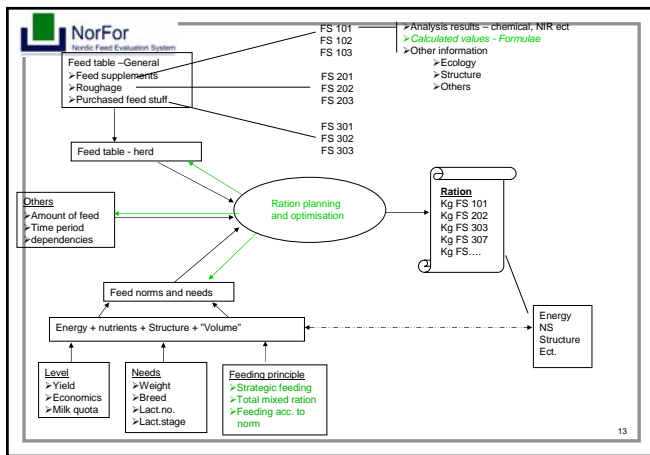 NorFor
Nordic Feed Evaluation System
Feed table –General
➢Feed supplements
➢Roughage
➢Purchased feed stuff
FS 101
FS 102
FS 103
FS 201
FS 202
FS 203
FS 301
FS 302
FS 303
➢Analysis results – chemical, NIR ect
➢Calculated values - Formulae
➢Other information
➢Ecology
➢Structure
➢Others
Feed table - herd
Others
➢Amount of feed
➢Time period
➢dependencies
Ration planning
and optimisation
Ration
Kg FS 101
Kg FS 202
Kg FS 303
Kg FS 307
Kg FS….
Feed norms and needs
Energy + nutrients + Structure + "Volume"
Energy
NS
Structure
Ect.
Level
➢Yield
➢Economics
➢Milk quota
Needs
➢Weight
➢Breed
➢Lact.no.
➢Lact.stage
Feeding principle
➢Strategic feeding
➢Total mixed ration
➢Feeding acc. to
norm
13